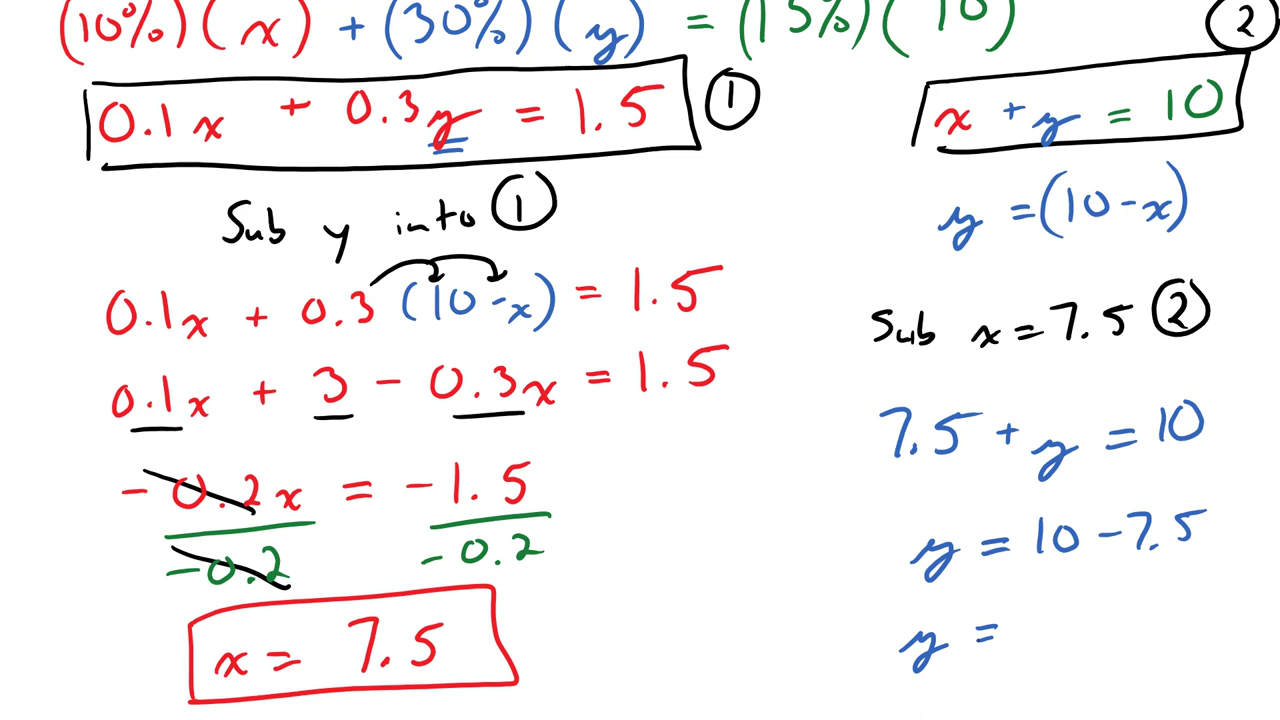 (10%)(x) + (30%)(y) = (15%)(10)
2
0.1x + 0.3y = 1.5
1
x + y = 10
y = (10 - x)
Sub y into 1
0.1x + 0.3 (10 - x) = 1.5
Sub x = 7.5 2
0.1x + 3 - 0.3x = 1.5
7.5 + y = 10
-0.2x = -1.5
-0.2 -0.2
y = 10 - 7.5
x = 7.5
y =